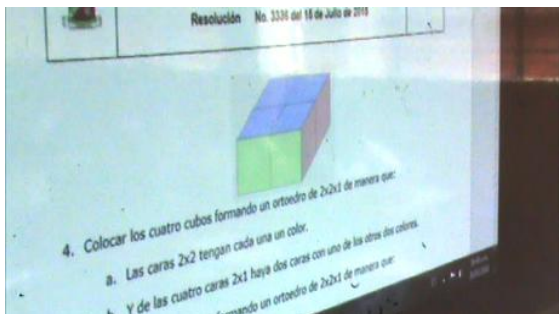 Resolución No. 3336 del 18 de Julio de 2018
4. Colocar los cuatro cubos formando un ortoedro de 2x2x1 de manera que:
a. Las caras 2x2 tengan cada una un color.
Y de las cuatro caras 2x1 haya dos caras con uno de los otros dos colores.
formando un ortoedro de 2x2x1 de manera que: